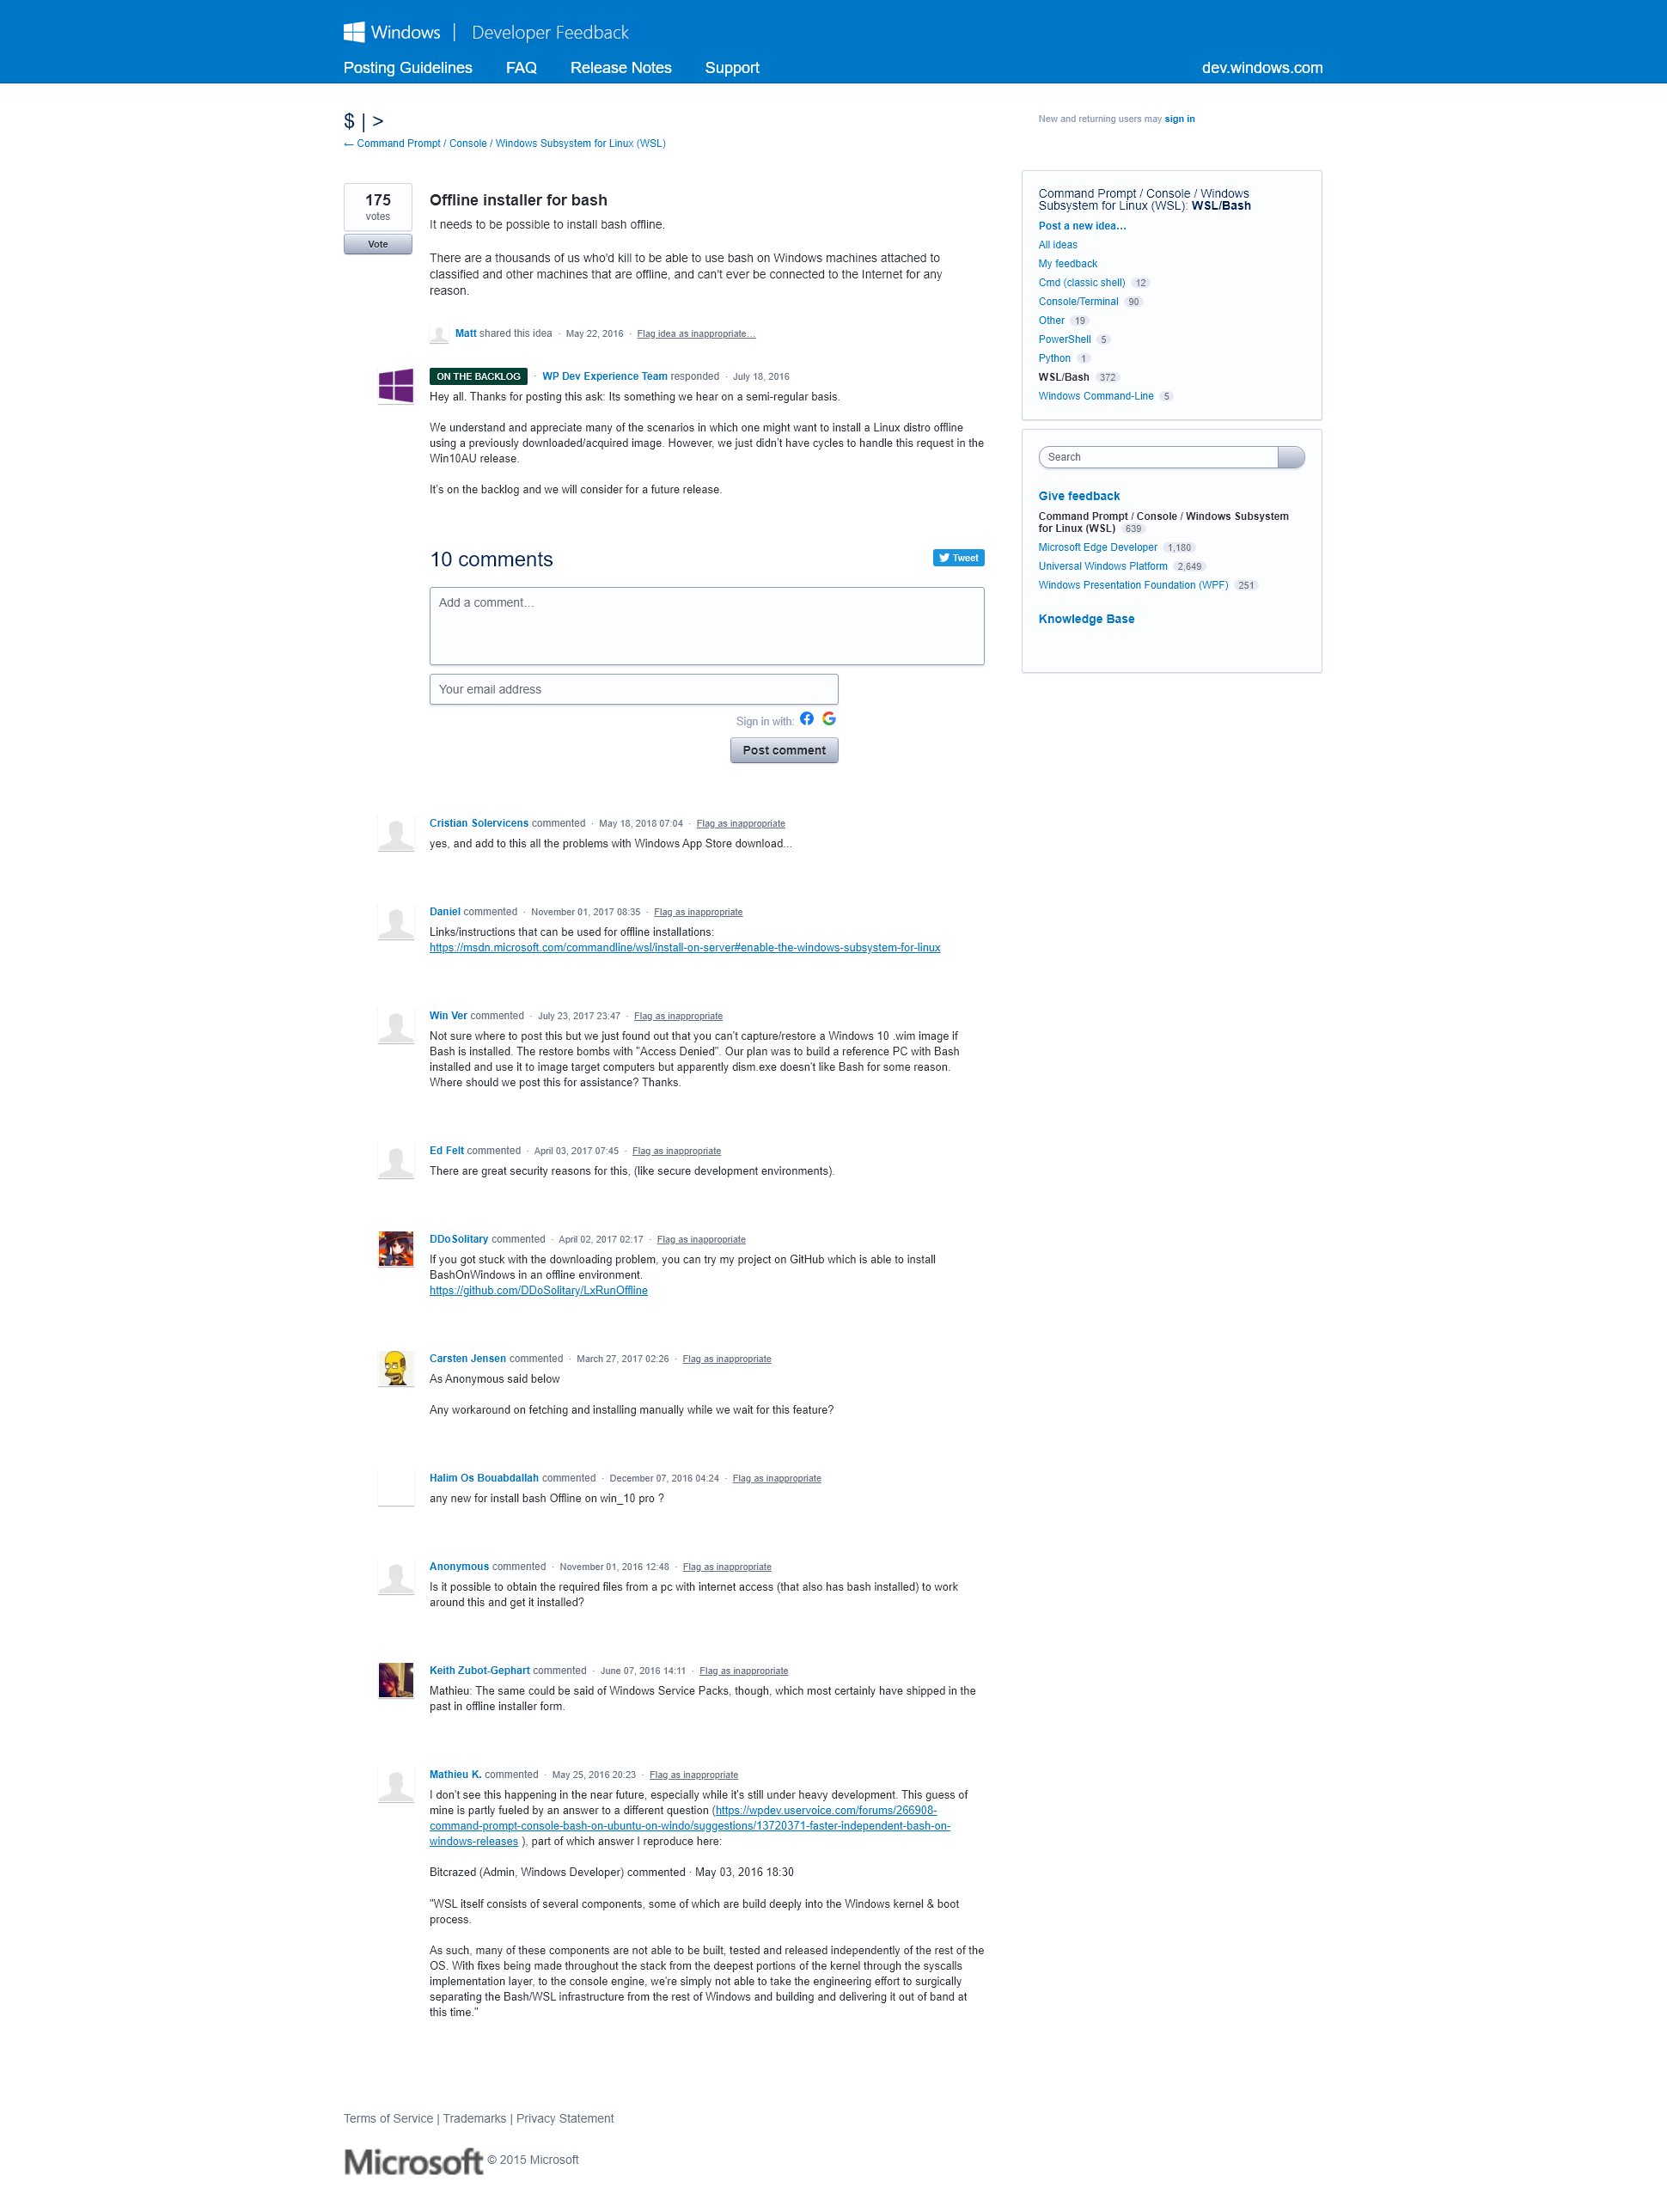 Windows | Developer Feedback
Posting Guidelines FAQ Release Notes Support dev.windows.com
$ | >
← Command Prompt / Console / Windows Subsystem for Linux (WSL)
New and returning users may sign in
175
votes
Vote
Offline installer for bash
It needs to be possible to install bash offline.
There are a thousands of us who'd kill to be able to use bash on Windows machines attached to
classified and other machines that are offline, and can't ever be connected to the Internet for any
reason.
Matt shared this idea · May 22, 2016 · Flag idea as inappropriate…
ON THE BACKLOG · WP Dev Experience Team responded · July 18, 2016
Hey all. Thanks for posting this ask: Its something we hear on a semi-regular basis.
We understand and appreciate many of the scenarios in which one might want to install a Linux distro offline
using a previously downloaded/acquired image. However, we just didn’t have cycles to handle this request in the
Win10AU release.
It’s on the backlog and we will consider for a future release.
10 comments
Tweet
Add a comment…
Your email address
Sign in with:
Post comment
Cristian Solervicens commented · May 18, 2018 07:04 · Flag as inappropriate
yes, and add to this all the problems with Windows App Store download...
Daniel commented · November 01, 2017 08:35 · Flag as inappropriate
Links/instructions that can be used for offline installations:
https://msdn.microsoft.com/commandline/wsl/install-on-server#enable-the-windows-subsystem-for-linux
Win Ver commented · July 23, 2017 23:47 · Flag as inappropriate
Not sure where to post this but we just found out that you can't capture/restore a Windows 10 .wim image if
Bash is installed. The restore bombs with "Access Denied". Our plan was to build a reference PC with Bash
installed and use it to image target computers but apparently dism.exe doesn't like Bash for some reason.
Where should we post this for assistance? Thanks.
Ed Felt commented · April 03, 2017 07:45 · Flag as inappropriate
There are great security reasons for this, (like secure development environments).
DDoSolitary commented · April 02, 2017 02:17 · Flag as inappropriate
If you got stuck with the downloading problem, you can try my project on GitHub which is able to install
BashOnWindows in an offline environment.
https://github.com/DDoSolitary/LxRunOffline
Carsten Jensen commented · March 27, 2017 02:26 · Flag as inappropriate
As Anonymous said below
Any workaround on fetching and installing manually while we wait for this feature?
Halim Os Bouabdallah commented · December 07, 2016 04:24 · Flag as inappropriate
any new for install bash Offline on win_10 pro ?
Anonymous commented · November 01, 2016 12:48 · Flag as inappropriate
Is it possible to obtain the required files from a pc with internet access (that also has bash installed) to work
around this and get it installed?
Keith Zubot-Gephart commented · June 07, 2016 14:11 · Flag as inappropriate
Mathieu: The same could be said of Windows Service Packs, though, which most certainly have shipped in the
past in offline installer form.
Mathieu K. commented · May 25, 2016 20:23 · Flag as inappropriate
I don't see this happening in the near future, especially while it's still under heavy development. This guess of
mine is partly fueled by an answer to a different question (https://wpdev.uservoice.com/forums/266908-
command-prompt-console-bash-on-ubuntu-on-windo/suggestions/13720371-faster-independent-bash-on-
windows-releases ), part of which answer I reproduce here:
Bitcrazed (Admin, Windows Developer) commented · May 03, 2016 18:30
"WSL itself consists of several components, some of which are build deeply into the Windows kernel & boot
process.
As such, many of these components are not able to be built, tested and released independently of the rest of the
OS. With fixes being made throughout the stack from the deepest portions of the kernel through the syscalls
implementation layer, to the console engine, we're simply not able to take the engineering effort to surgically
separating the Bash/WSL infrastructure from the rest of Windows and building and delivering it out of band at
this time."
Command Prompt / Console / Windows
Subsystem for Linux (WSL): WSL/Bash
Post a new idea…
All ideas
My feedback
Cmd (classic shell) 12
Console/Terminal 90
Other 19
PowerShell 5
Python 1
WSL/Bash 372
Windows Command-Line 5
Search
Give feedback
Command Prompt / Console / Windows Subsystem
for Linux (WSL) 639
Microsoft Edge Developer 1,180
Universal Windows Platform 2,649
Windows Presentation Foundation (WPF) 251
Knowledge Base
Terms of Service | Trademarks | Privacy Statement
Microsoft © 2015 Microsoft